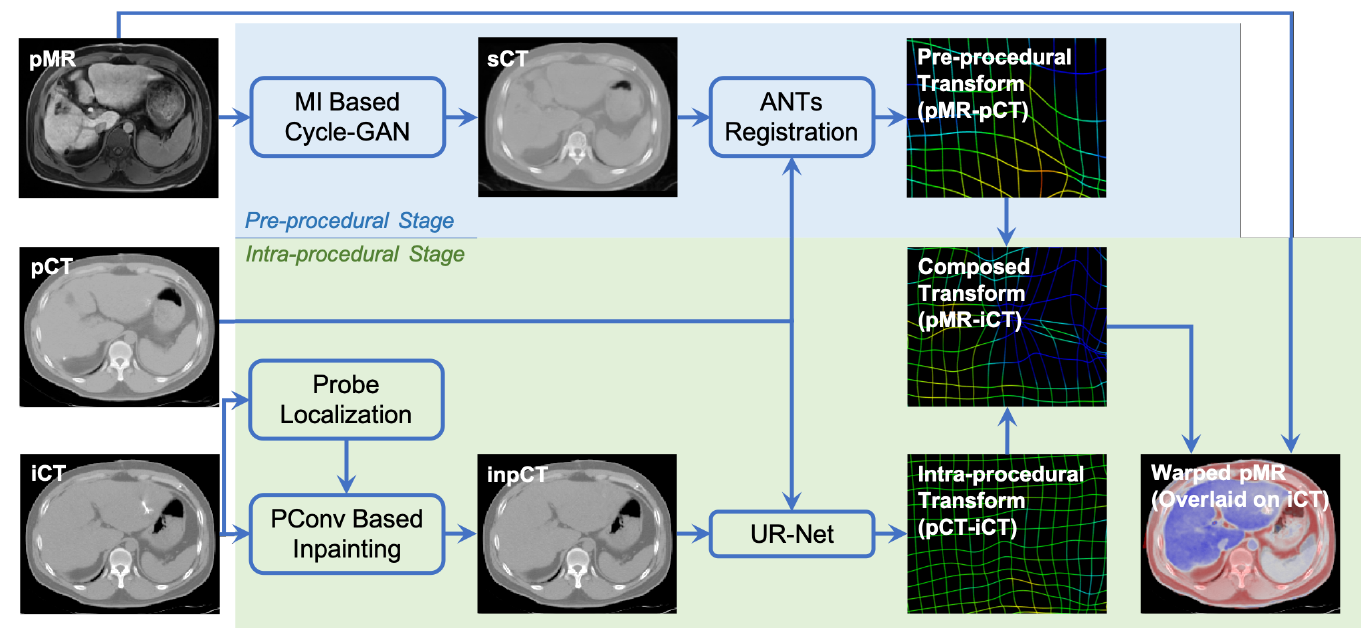 pMR
MI Based
Cycle-GAN
sCT
ANTs
Registration
Pre-procedural
Transform
(pMR-pCT)
Pre-procedural Stage
Intra-procedural Stage
pCT
Composed
Transform
(pMR-iCT)
Probe
Localization
iCT
PConv Based
Inpainting
inpCT
UR-Net
Intra-procedural
Transform
(pCT-iCT)
Warped pMR
(Overlaid on iCT)